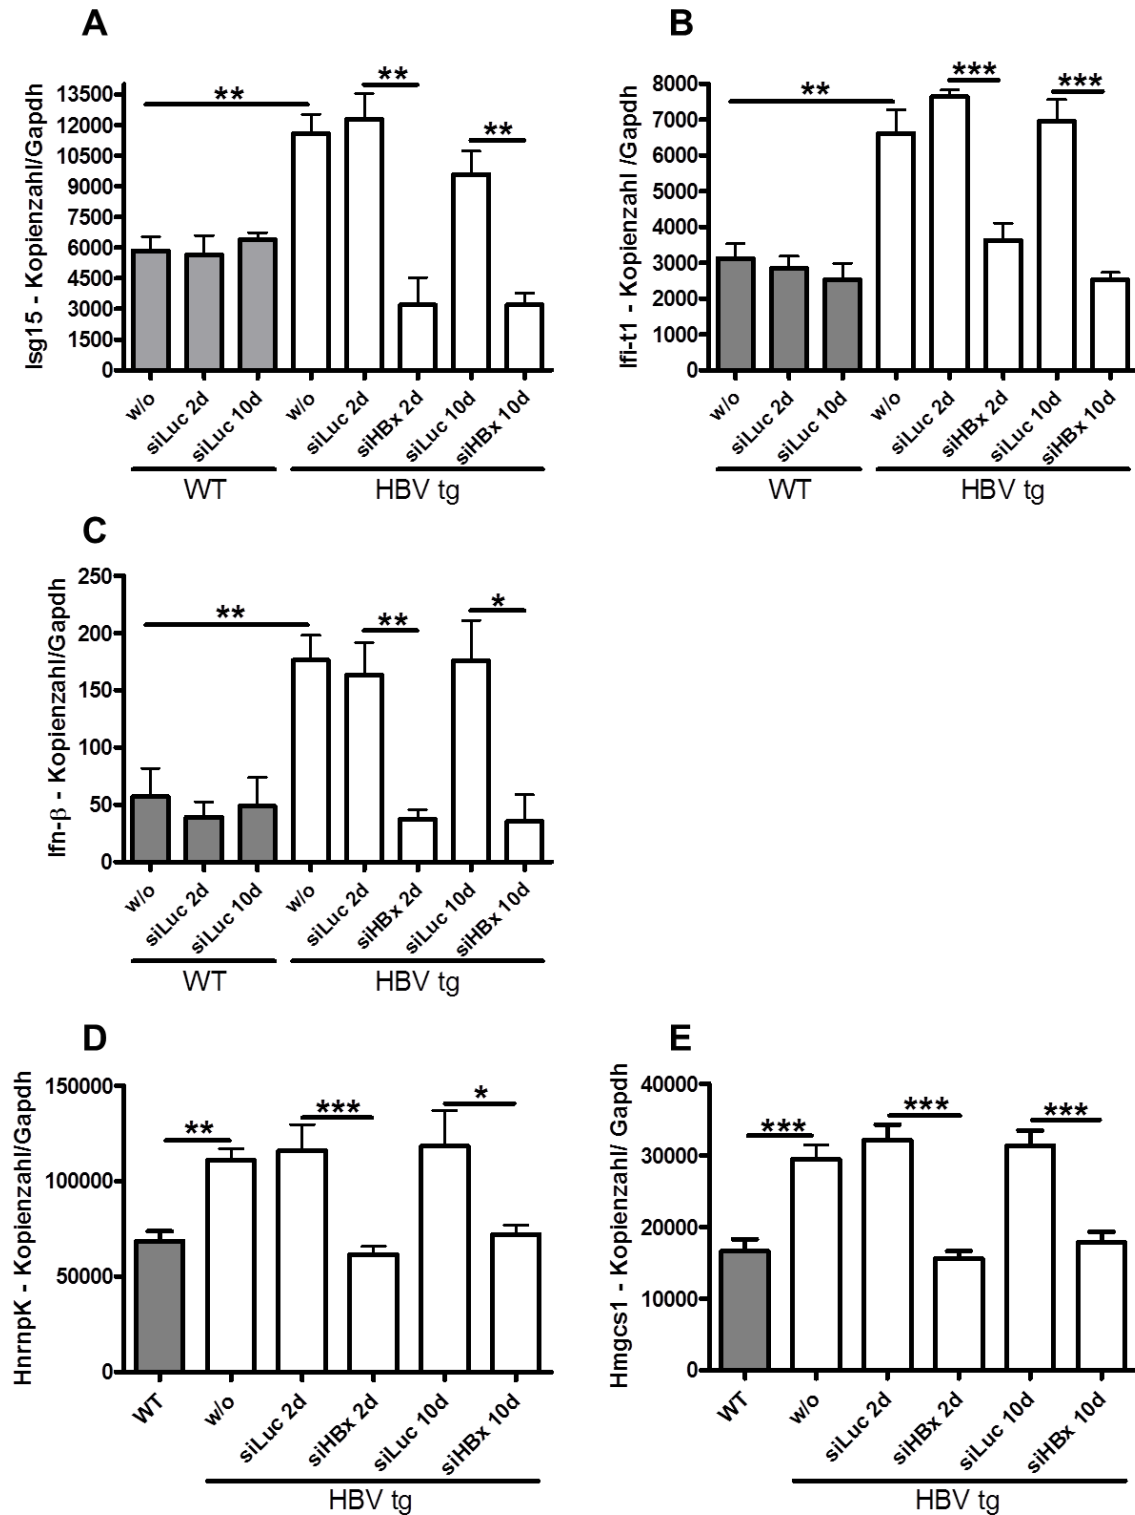 A
Isg15 - Kopienzahl/Gapdh
13500
12000
10500
9000
7500
6000
4500
3000
1500
0
** ** **
w/o siLuc 2d siLuc 10d w/o siLuc 2d siHBx 2d siLuc 10d siHBx 10d
WT HBV tg
B
Ifi-t1 - Kopienzahl /Gapdh
8000
7000
6000
5000
4000
3000
2000
1000
0
** *** ***
w/o siLuc 2d siLuc 10d w/o siLuc 2d siHBx 2d siLuc 10d siHBx 10d
WT HBV tg
C
Ifn-β - Kopienzahl/Gapdh
250
200
150
100
50
0
** ** *
w/o siLuc 2d siLuc 10d w/o siLuc 2d siHBx 2d siLuc 10d siHBx 10d
WT HBV tg
D
HnrnpK - Kopienzahl/Gapdh
150000
100000
50000
0
** *** *
WT w/o siLuc 2d siHBx 2d siLuc 10d siHBx 10d
HBV tg
E
Hmgcs1 - Kopienzahl/ Gapdh
40000
30000
20000
10000
0
*** *** ***
WT w/o siLuc 2d siHBx 2d siLuc 10d siHBx 10d
HBV tg